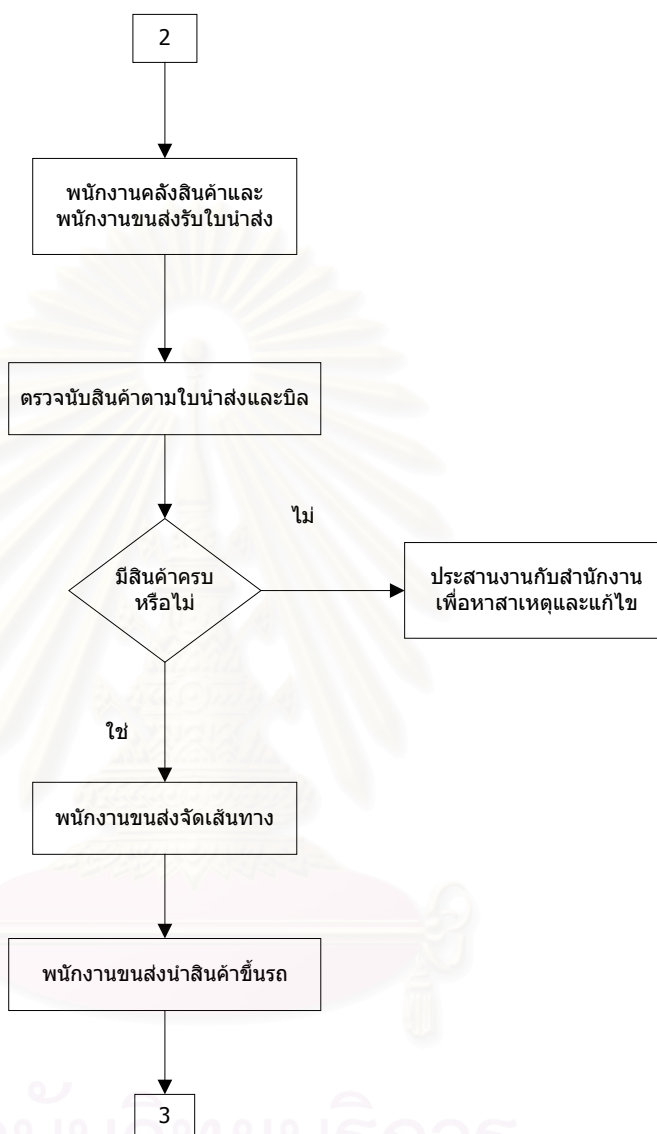 2
พนักงานคลังสินค้าและ
พนักงานขนส่งรับใบนำส่ง
ตรวจนับสินค้าตามใบนำส่งและบิล
ไม่
มีสินค้าครบ
หรือไม่
ประสานงานกับสำนักงาน
เพื่อหาสาเหตุและแก้ไข
ใช่
พนักงานขนส่งจัดเส้นทาง
พนักงานขนส่งนำสินค้าขึ้นรถ
3